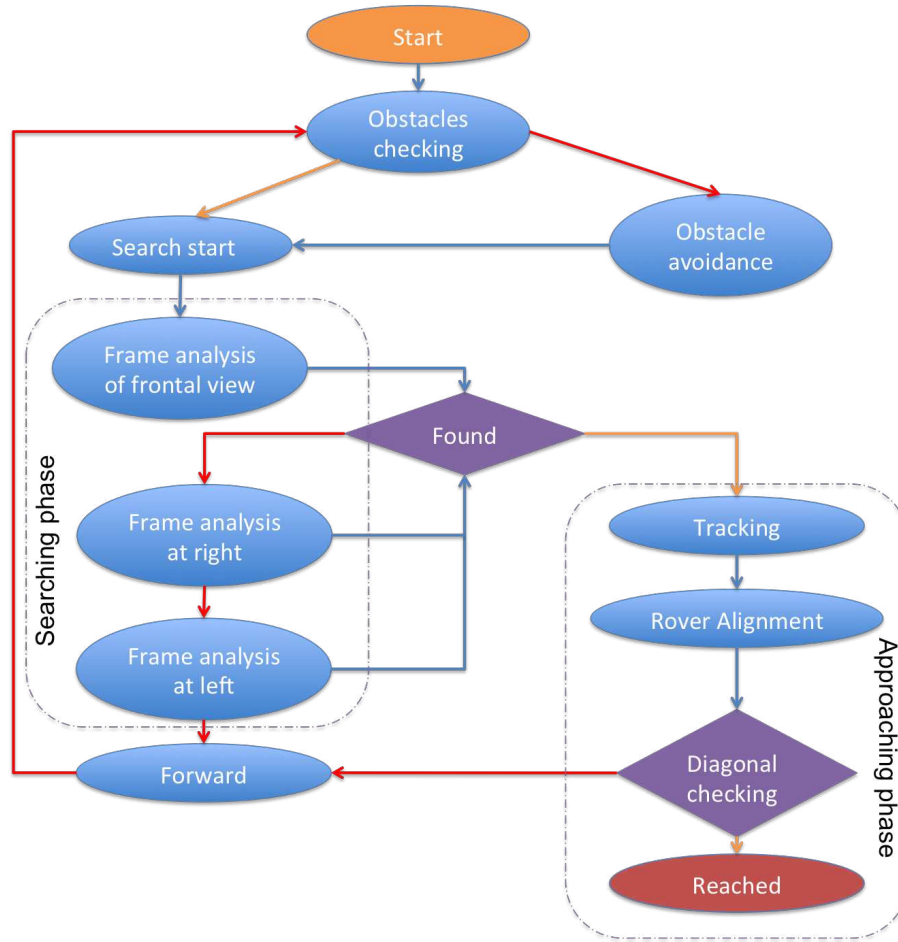 Start
Obstacles
checking
Search start
Obstacle
avoidance
Frame analysis
of frontal view
Found
Searching phase
Frame analysis
at right
Tracking
Rover Alignment
Frame analysis
at left
Approaching phase
Forward
Diagonal
checking
Reached